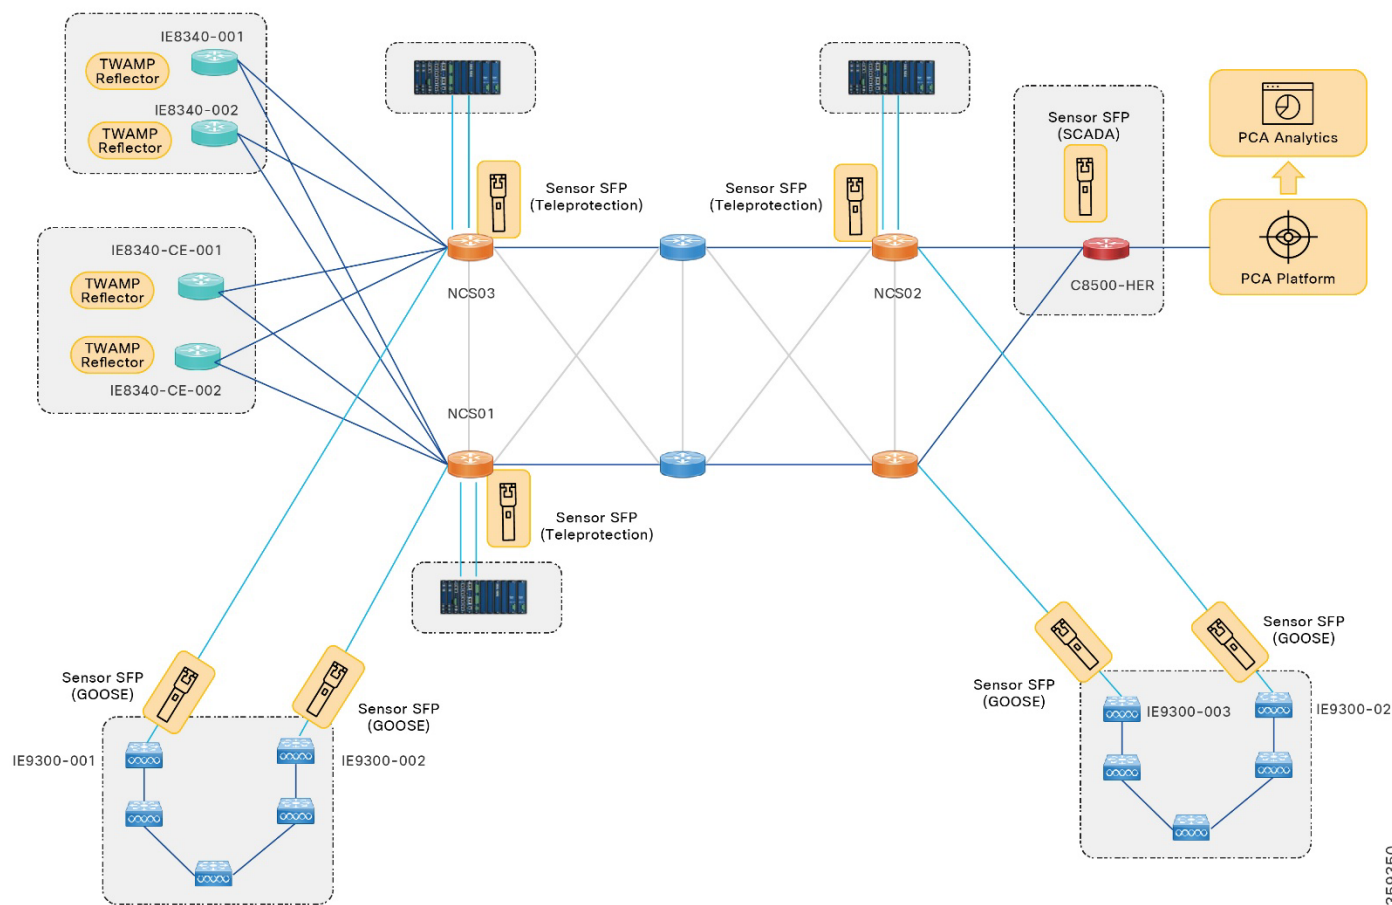 IE8340-001
TWAMP
Reflector
IE8340-002
TWAMP
Reflector
IE8340-CE-001
TWAMP
Reflector
TWAMP
Reflector
IE8340-CE-002
Sensor SFP
(Teleprotection)
NCS03
NCS01
Sensor SFP
(Teleprotection)
Sensor SFP
(Teleprotection)
NCS02
Sensor SFP
(SCADA)
C8500-HER
PCA Analytics
PCA Platform
Sensor SFP
(GOOSE)
Sensor SFP
(GOOSE)
IE9300-001
IE9300-002
Sensor SFP
(GOOSE)
Sensor SFP
(GOOSE)
IE9300-003
IE9300-02
359350